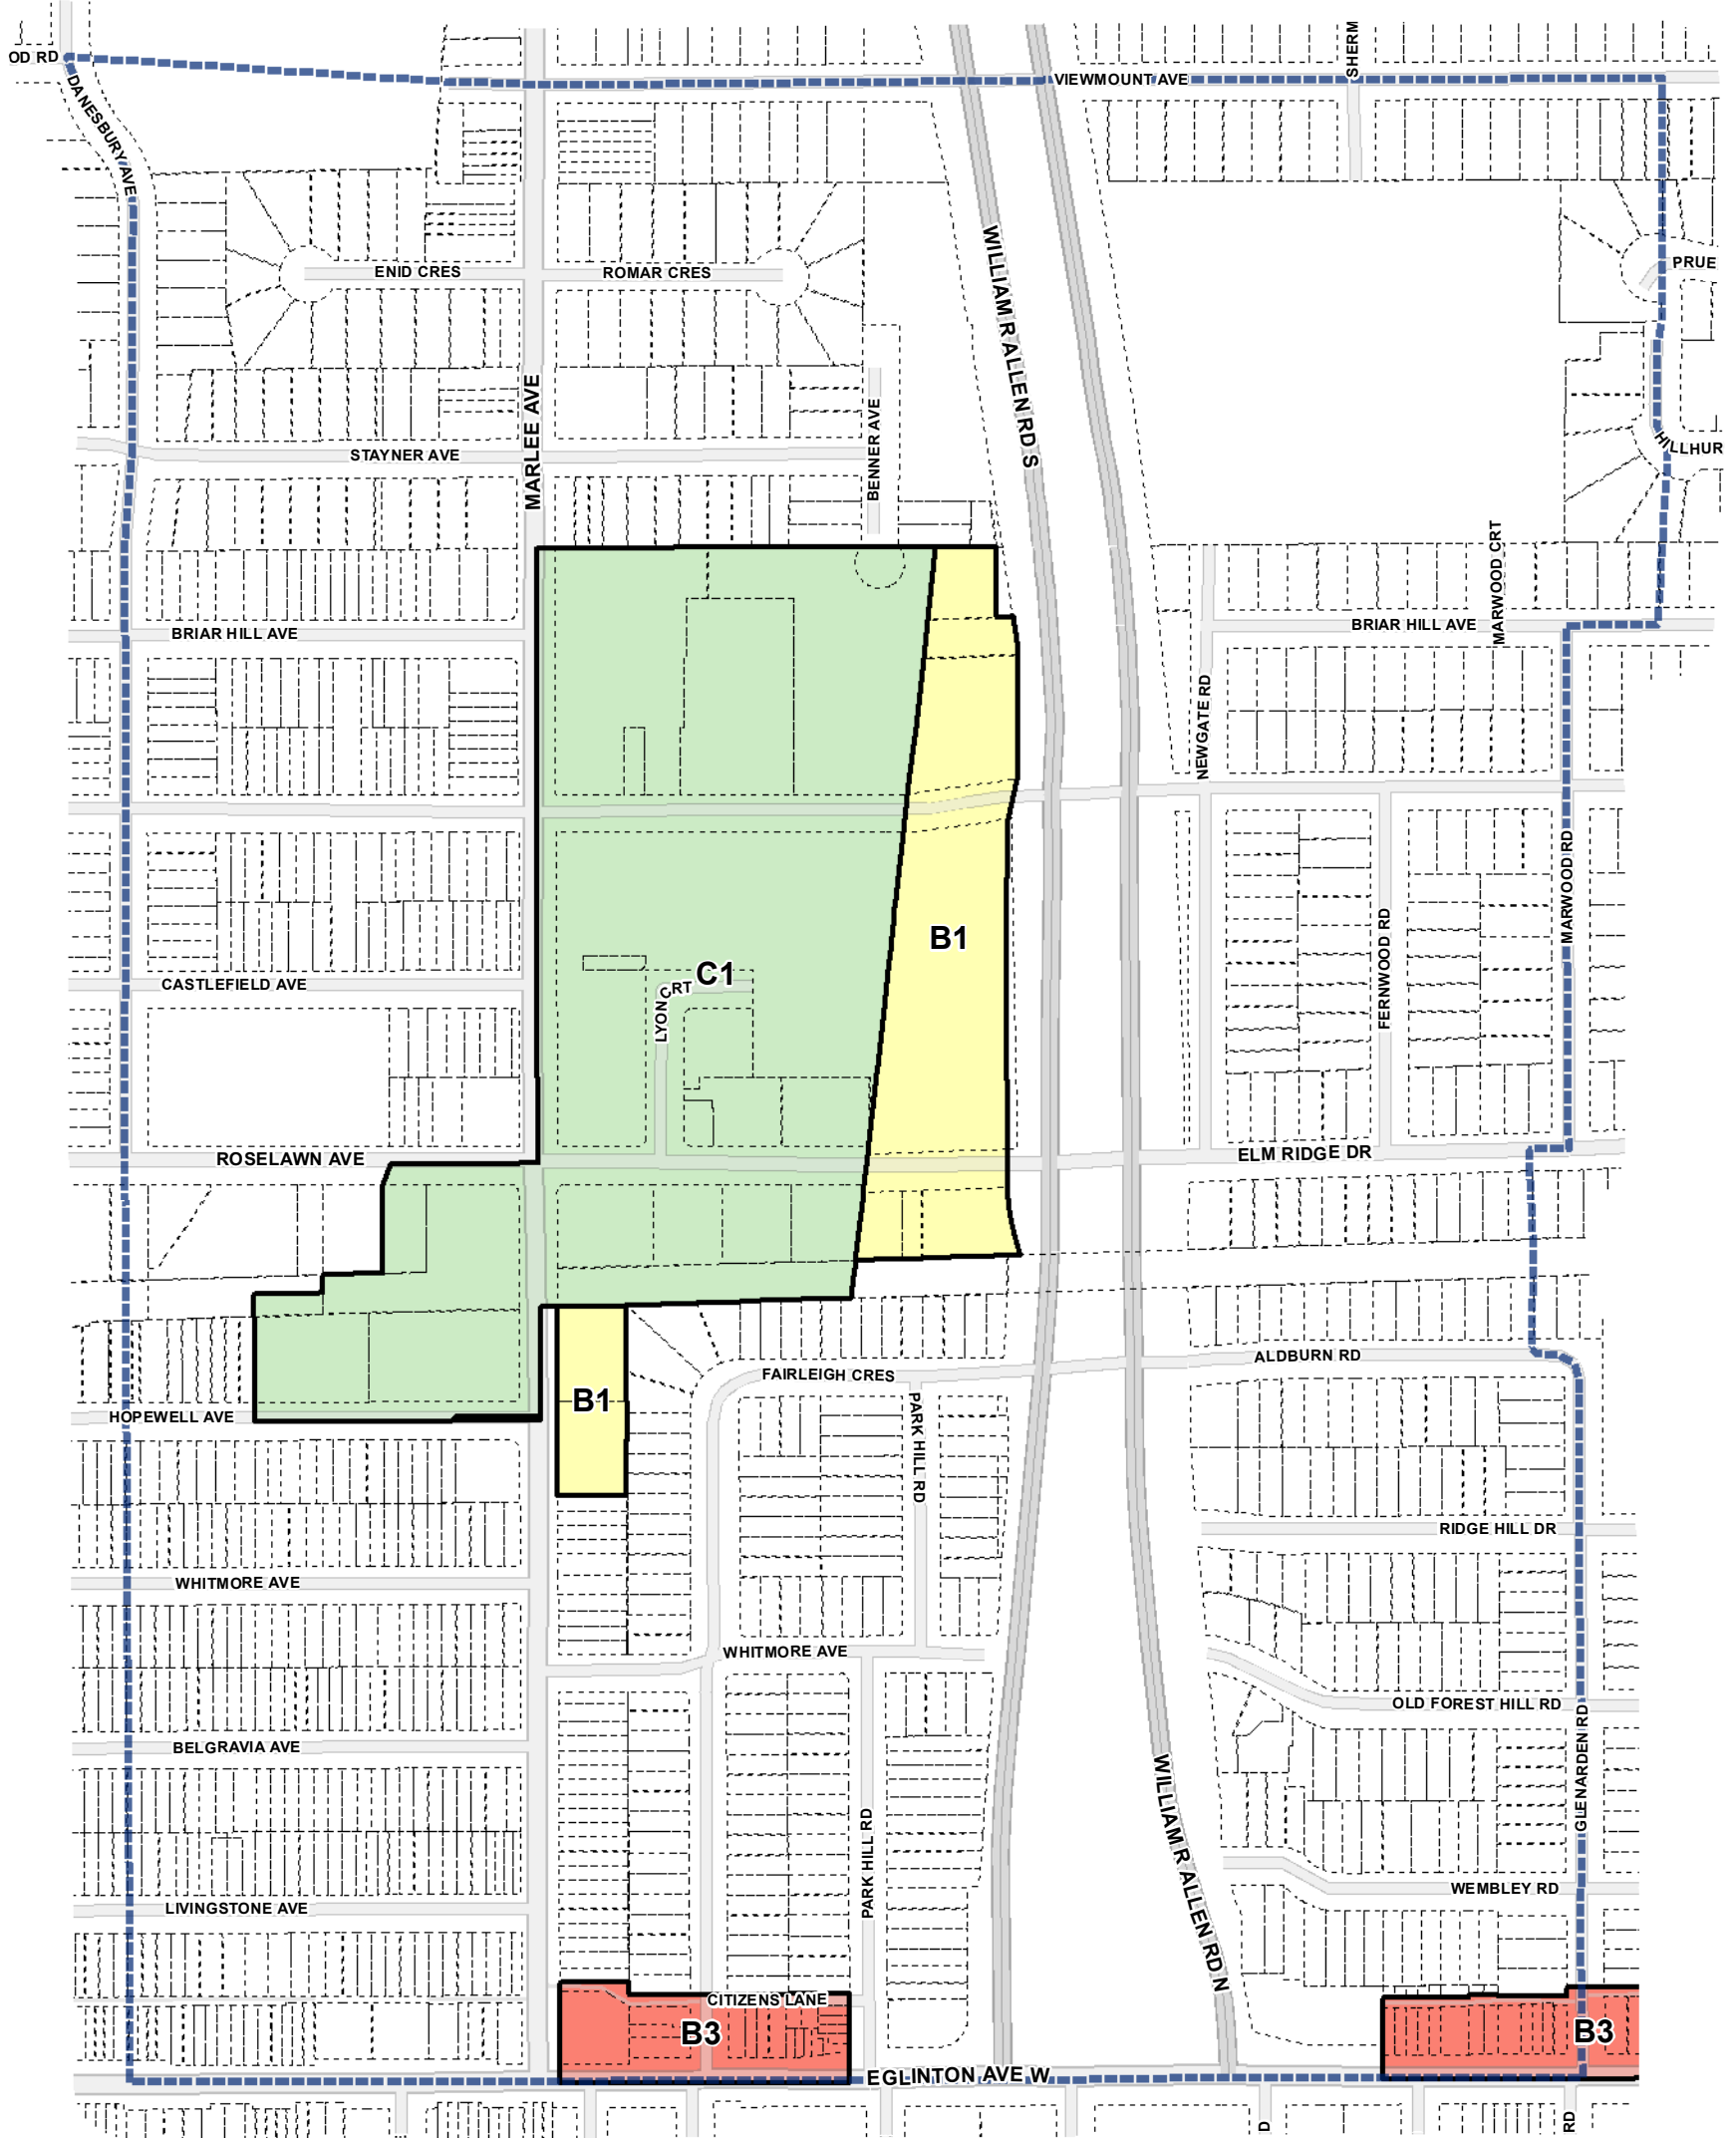 OD RD
DANESBURY AVE
VIEWMOUNT AVE
SHERM
WILLIAM R ALLEN RD S
PRUE
ENID CRES
ROMAR CRES
MARLEE AVE
BENNER AVE
STAYNER AVE
HILLHUR
MARWOOD CRT
BRIAR HILL AVE
BRIAR HILL AVE
NEWGATE RD
MARWOOD RD
FERNWOOD RD
B1
C1
LYON CRT
CASTLEFIELD AVE
ROSELAWN AVE
ELM RIDGE DR
ALDBURN RD
FAIRLEIGH CRES
PARK HILL RD
B1
HOPEWELL AVE
RIDGE HILL DR
WHITMORE AVE
WHITMORE AVE
OLD FOREST HILL RD
GLENARDEN RD
BELGRAVIA AVE
WILLIAM R ALLEN RD N
PARK HILL RD
WEMBLEY RD
LIVINGSTONE AVE
CITIZENS LANE
B3
B3
EGLINTON AVE W
D
RD